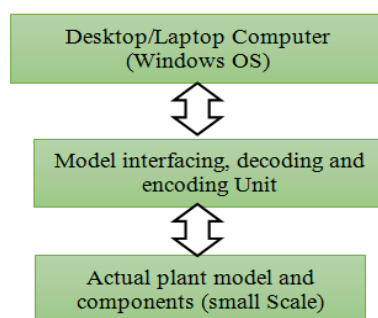 Desktop/Laptop Computer
(Windows OS)
Model interfacing, decoding and
encoding Unit
Actual plant model and
components (small Scale)